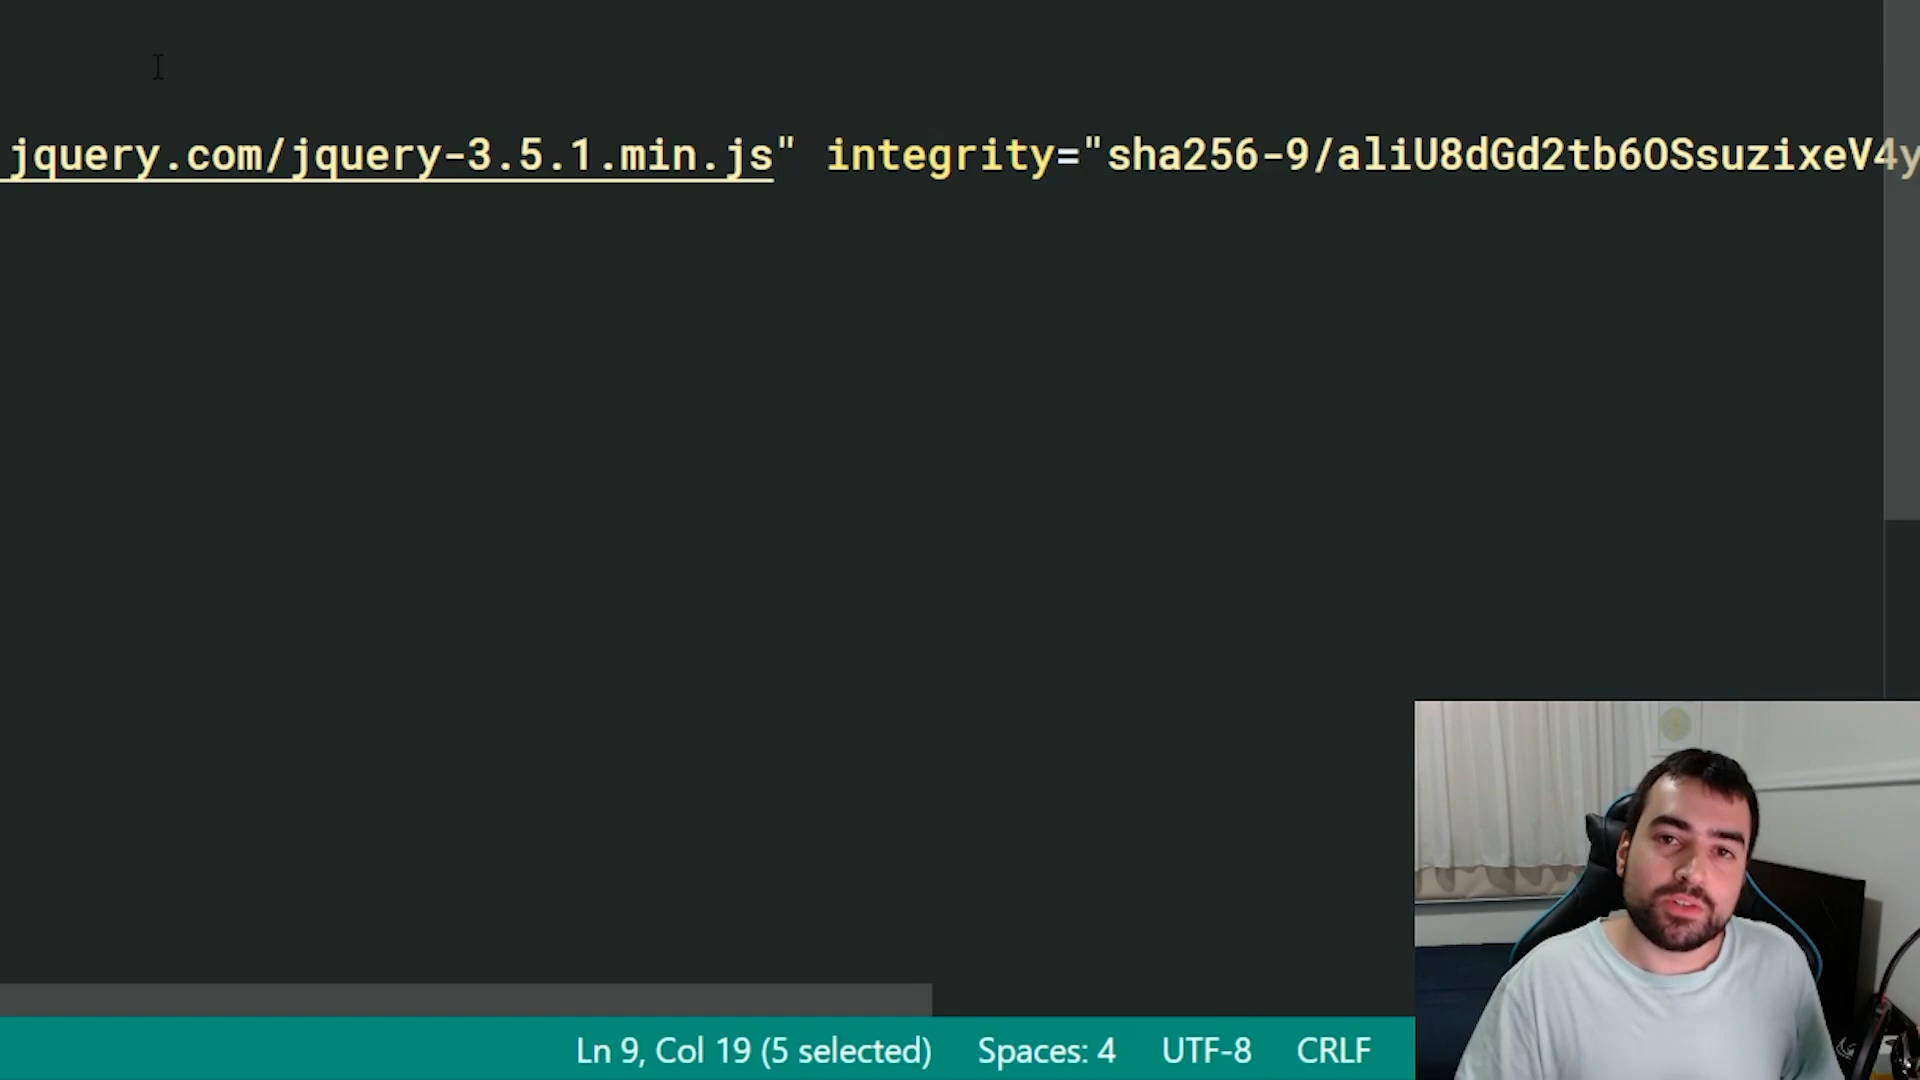 jquery.com/jquery-3.5.1.min.js" integrity="sha256-9/aliU8dGd2tb6OSsuzixeV4y
Ln 9, Col 19 (5 selected) Spaces: 4 UTF-8 CRLF